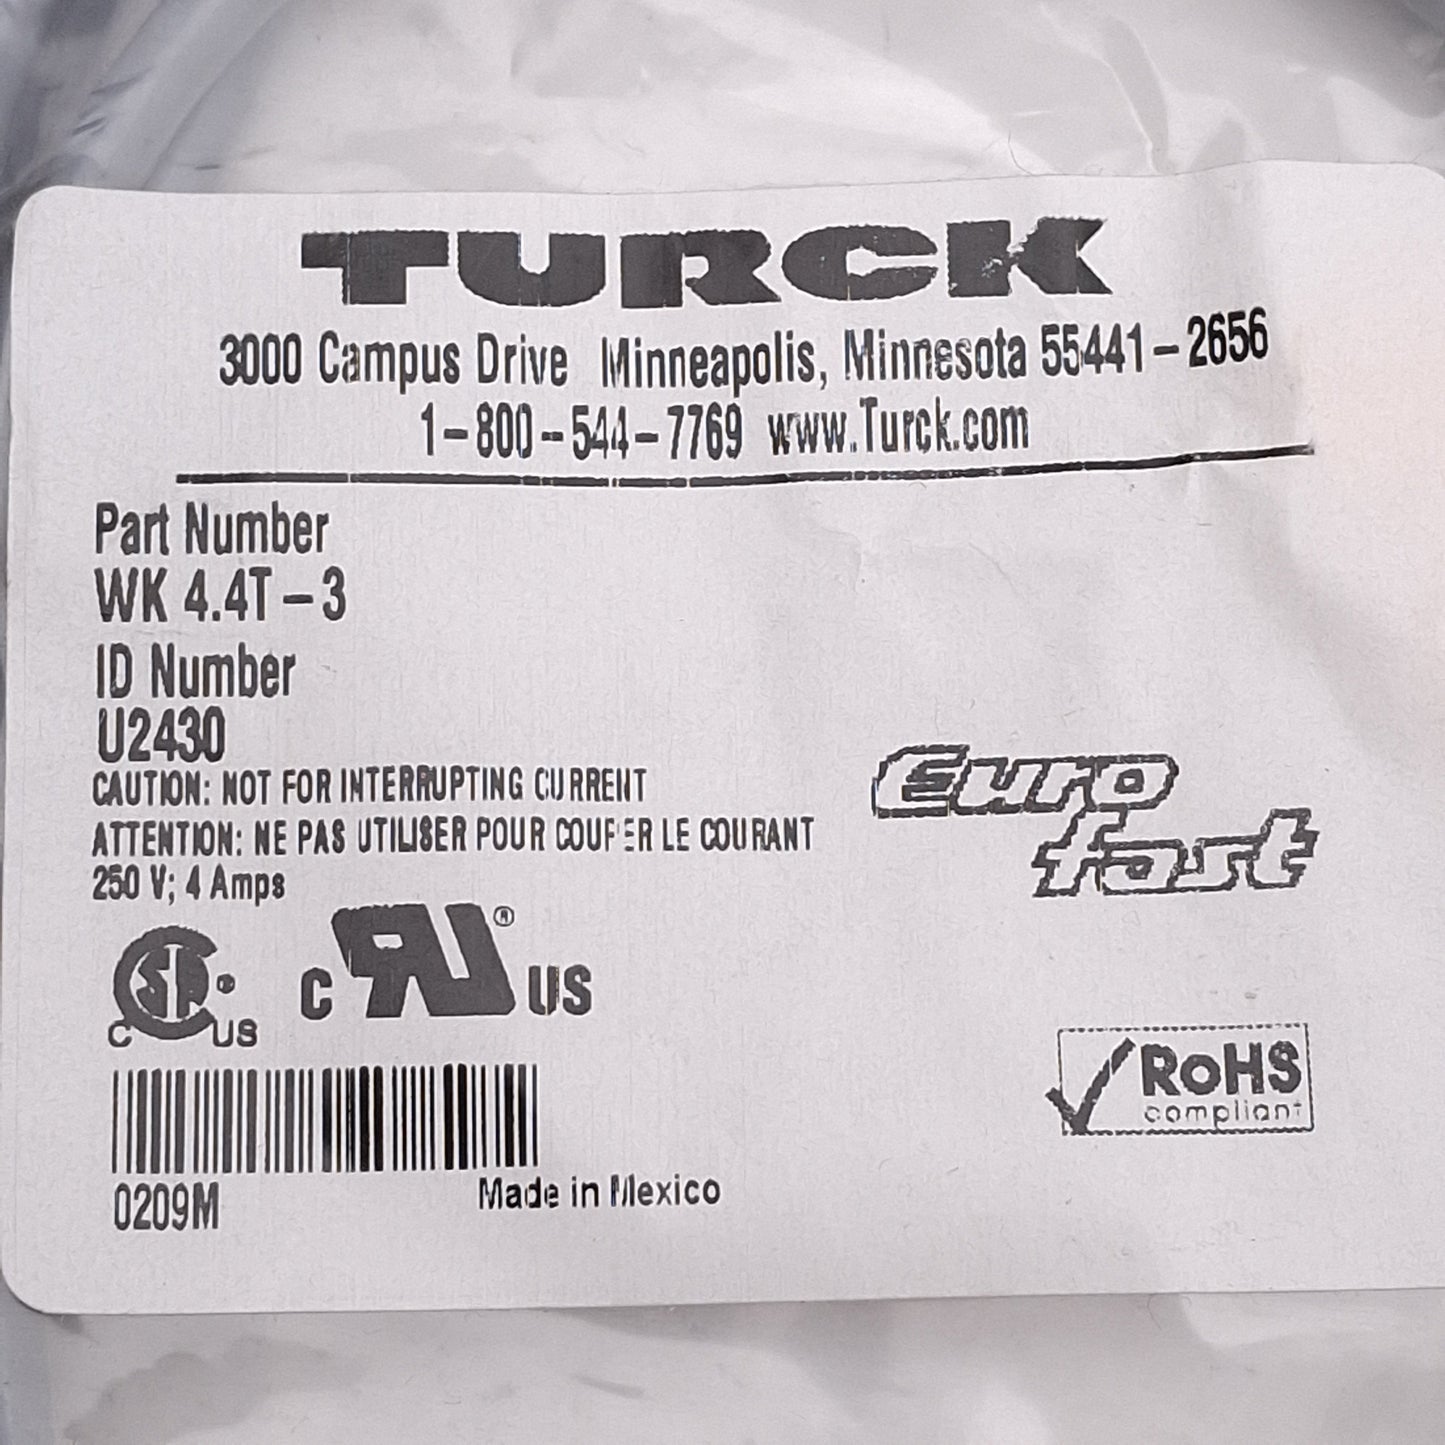 TURCK
3000 Campus Drive Minneapolis, Minnesota 55441-2656
1-800-544-7769 www.Turck.com
Part Number
WK 4.4T-3
ID Number
U2430
CAUTION: NOT FOR INTERRUPTING CURRENT
ATTENTION: NE PAS UTILISER POUR COUPER LE COURANT
250 V; 4 Amps
Euro
fast
C SP ® US
C RU ® US
RoHS
compliant
0209M
Made in Mexico